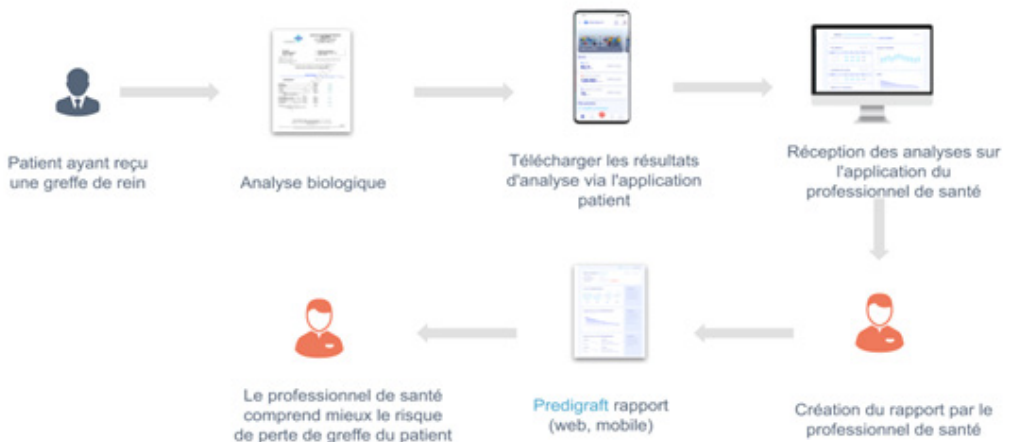 Patient ayant reçu
une greffe de rein
Analyse biologique
Télécharger les résultats
d'analyse via l'application
patient
Réception des analyses sur
l'application du
professionnel de santé
Le professionnel de santé
comprend mieux le risque
de perte de greffe du patient
Predigraft rapport
(web, mobile)
Création du rapport par le
professionnel de santé